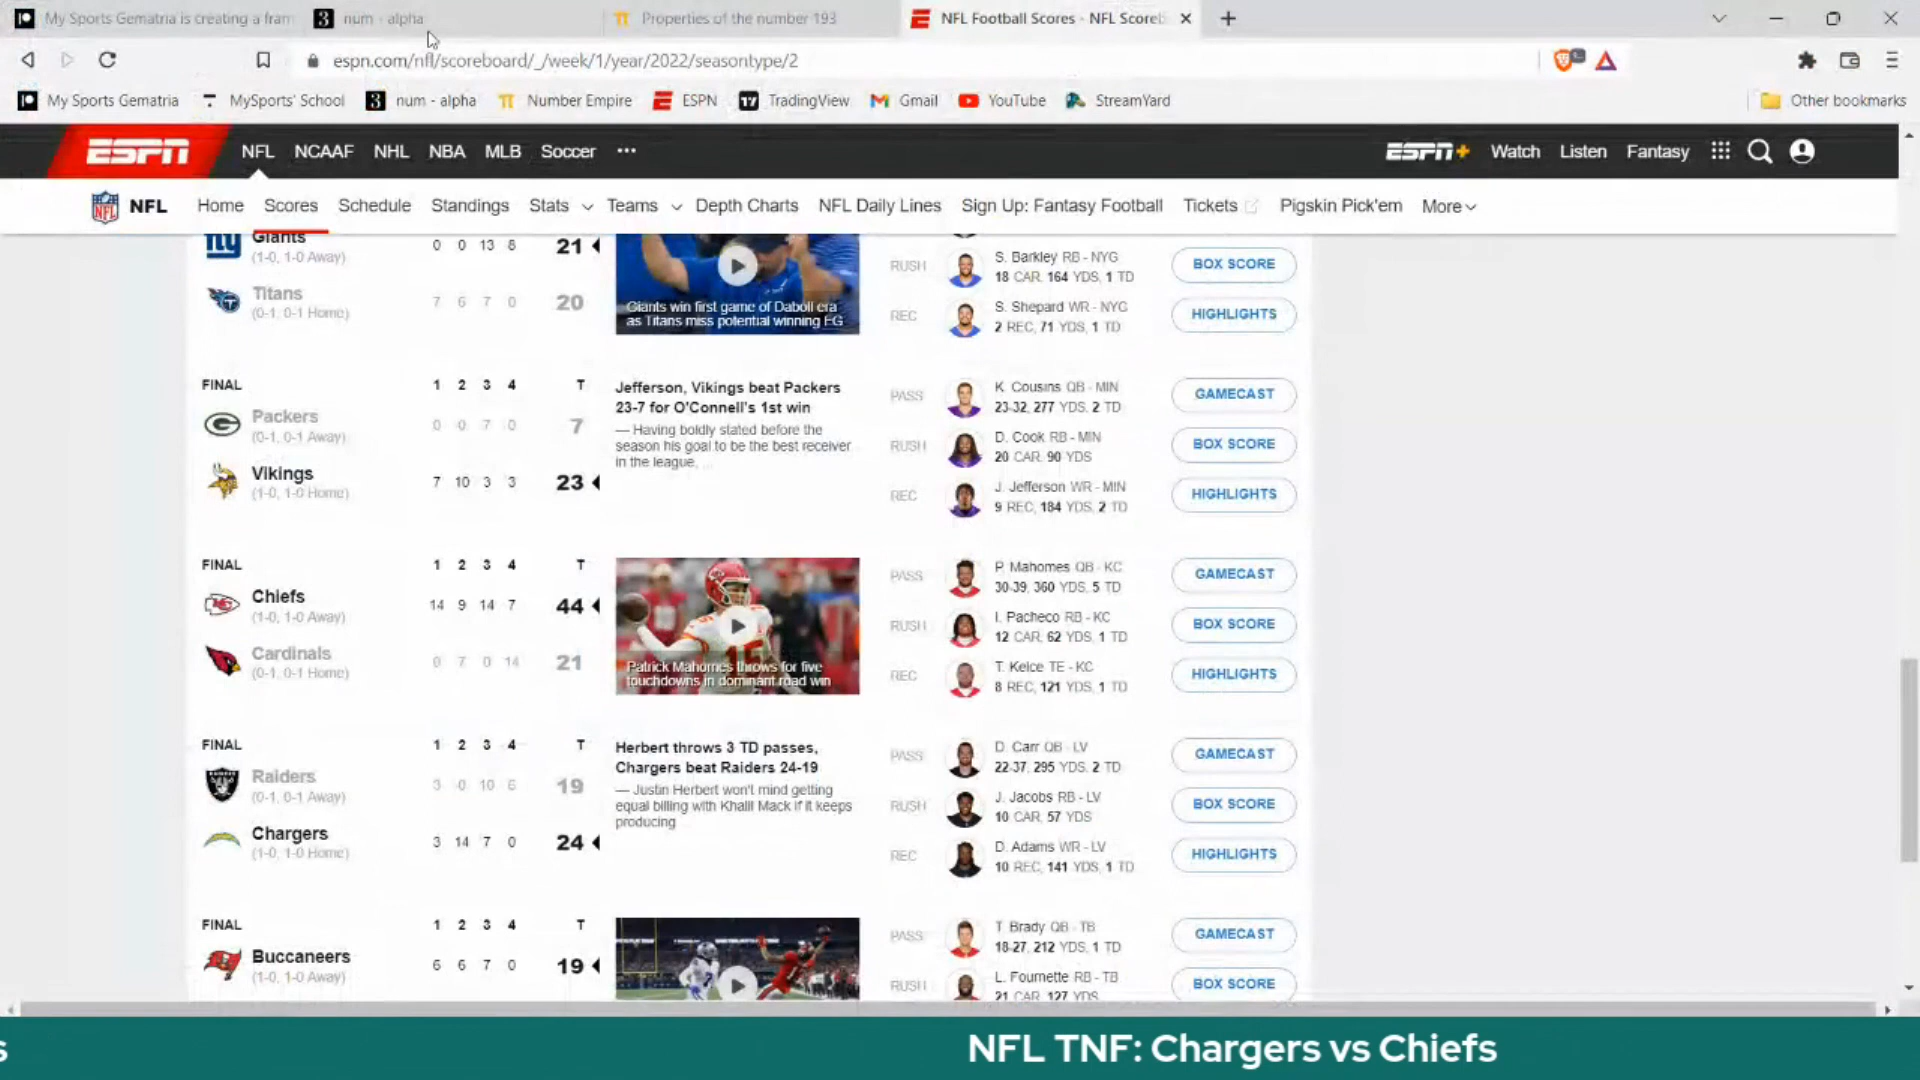 My Sports Gematria is creating a fram
num - alpha
Properties of the number 193
NFL Football Scores - NFL Scoreb
espn.com/nfl/scoreboard/_/week/1/year/2022/seasontype/2
My Sports Gematria
MySports' School
num - alpha
Number Empire
ESPN
TradingView
Gmail
YouTube
StreamYard
Other bookmarks
ESPN
NFL NCAAF NHL NBA MLB Soccer ···
ESPN+ Watch Listen Fantasy
NFL Home Scores Schedule Standings Stats Teams Depth Charts NFL Daily Lines Sign Up: Fantasy Football Tickets Pigskin Pick'em More
Giants 0 0 13 8 21
(1-0, 1-0 Away)
Titans 7 6 7 0 20
(0-1, 0-1 Home)
Giants win first game of Daboll era
as Titans miss potential winning FG
RUSH S. Barkley RB - NYG
18 CAR, 164 YDS, 1 TD
REC S. Shepard WR - NYG
2 REC, 71 YDS, 1 TD
BOX SCORE
HIGHLIGHTS
FINAL 1 2 3 4 T
Packers 0 0 7 0 7
(0-1, 0-1 Away)
Vikings 7 10 3 3 23
(1-0, 1-0 Home)
Jefferson, Vikings beat Packers
23-7 for O'Connell's 1st win
— Having boldly stated before the
season his goal to be the best receiver
in the league, ...
PASS K. Cousins QB - MIN
23-32, 277 YDS, 2 TD
RUSH D. Cook RB - MIN
20 CAR, 90 YDS
REC J. Jefferson WR - MIN
9 REC, 184 YDS, 2 TD
GAMECAST
BOX SCORE
HIGHLIGHTS
FINAL 1 2 3 4 T
Chiefs 14 9 14 7 44
(1-0, 1-0 Away)
Cardinals 0 7 0 14 21
(0-1, 0-1 Home)
Patrick Mahomes throws for five
touchdowns in dominant road win
PASS P. Mahomes QB - KC
30-39, 360 YDS, 5 TD
RUSH I. Pacheco RB - KC
12 CAR, 62 YDS, 1 TD
REC T. Kelce TE - KC
8 REC, 121 YDS, 1 TD
GAMECAST
BOX SCORE
HIGHLIGHTS
FINAL 1 2 3 4 T
Raiders 3 0 10 6 19
(0-1, 0-1 Away)
Chargers 3 14 7 0 24
(1-0, 1-0 Home)
Herbert throws 3 TD passes,
Chargers beat Raiders 24-19
— Justin Herbert won't mind getting
equal billing with Khalil Mack if it keeps
producing
PASS D. Carr QB - LV
22-37, 295 YDS, 2 TD
RUSH J. Jacobs RB - LV
10 CAR, 57 YDS
REC D. Adams WR - LV
10 REC, 141 YDS, 1 TD
GAMECAST
BOX SCORE
HIGHLIGHTS
FINAL 1 2 3 4 T
Buccaneers 6 6 7 0 19
(1-0, 1-0 Away)
PASS T. Brady QB - TB
18-27, 212 YDS, 1 TD
RUSH L. Fournette RB - TB
21 CAR, 127 YDS
GAMECAST
BOX SCORE
s
NFL TNF: Chargers vs Chiefs